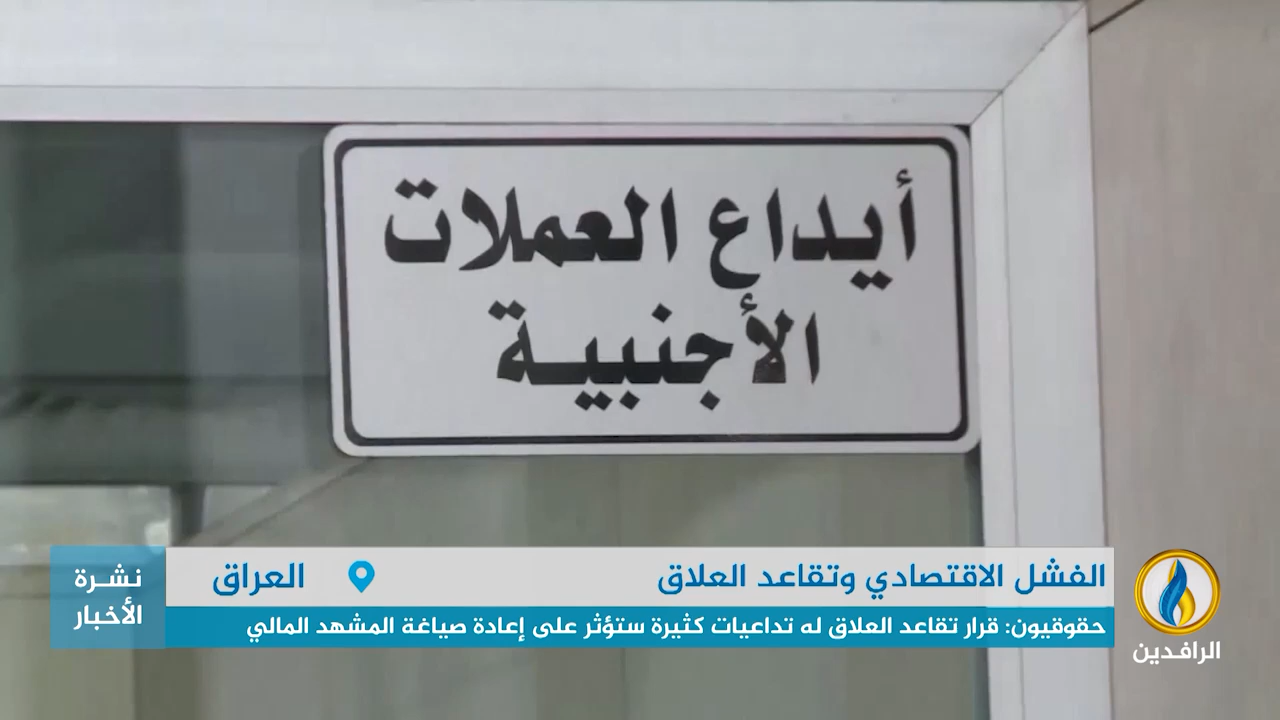 أيداع العملات
الأجنبية
الفشل الاقتصادي وتقاعد العلاق
العراق
نشرة
الأخبار
حقوقيون: قرار تقاعد العلاق له تداعيات كثيرة ستؤثر على إعادة صياغة المشهد المالي
الرافدين